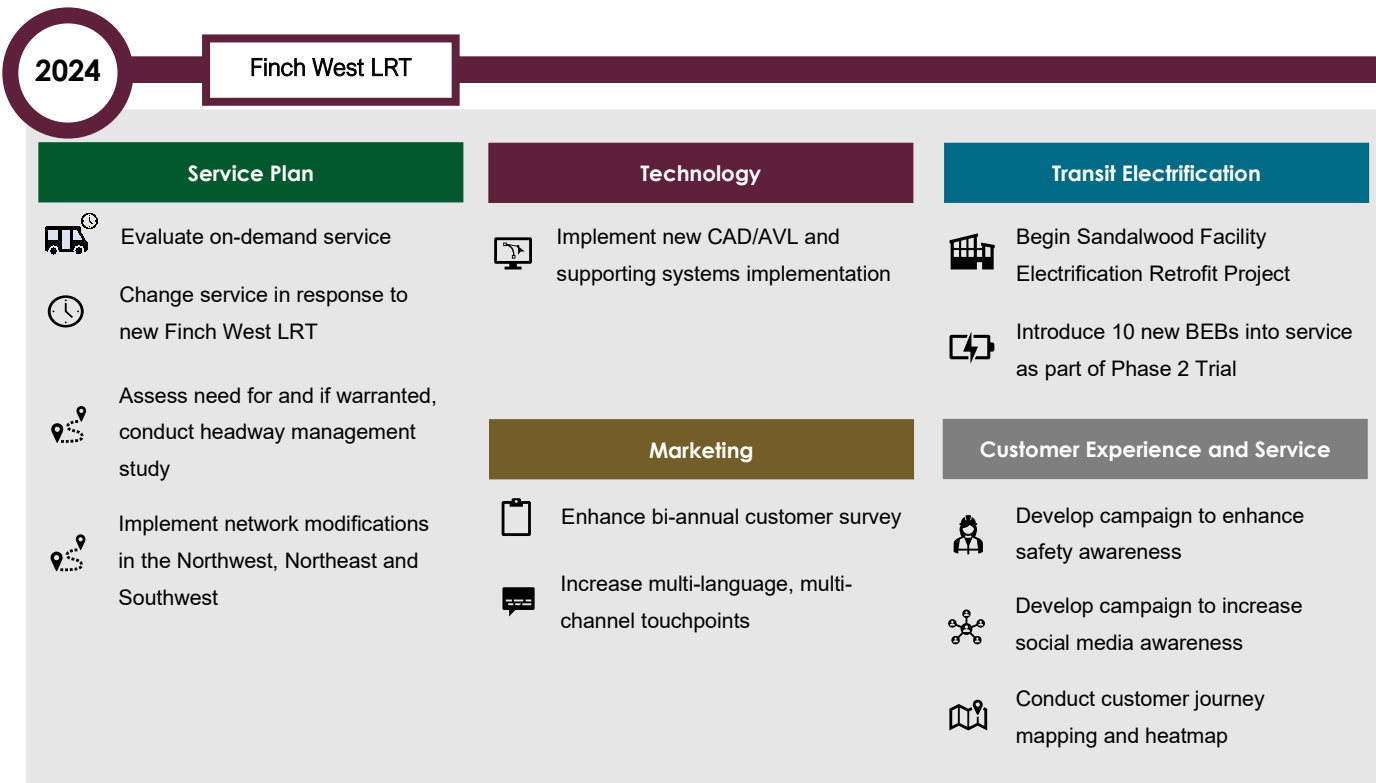 2024
Finch West LRT
Service Plan
Evaluate on-demand service
Change service in response to
new Finch West LRT
Assess need for and if warranted,
conduct headway management
study
Implement network modifications
in the Northwest, Northeast and
Southwest
Technology
Implement new CAD/AVL and
supporting systems implementation
Marketing
Enhance bi-annual customer survey
Increase multi-language, multi-
channel touchpoints
Transit Electrification
Begin Sandalwood Facility
Electrification Retrofit Project
Introduce 10 new BEBs into service
as part of Phase 2 Trial
Customer Experience and Service
Develop campaign to enhance
safety awareness
Develop campaign to increase
social media awareness
Conduct customer journey
mapping and heatmap